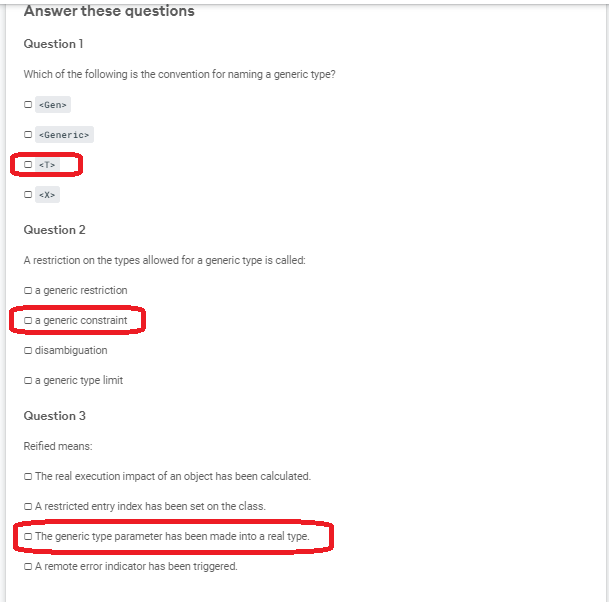 Answer these questions
Question 1
Which of the following is the convention for naming a generic type?
<Gen>
<Generic>
<T>
<X>
Question 2
A restriction on the types allowed for a generic type is called:
a generic restriction
a generic constraint
disambiguation
a generic type limit
Question 3
Reified means:
The real execution impact of an object has been calculated.
A restricted entry index has been set on the class.
The generic type parameter has been made into a real type.
A remote error indicator has been triggered.